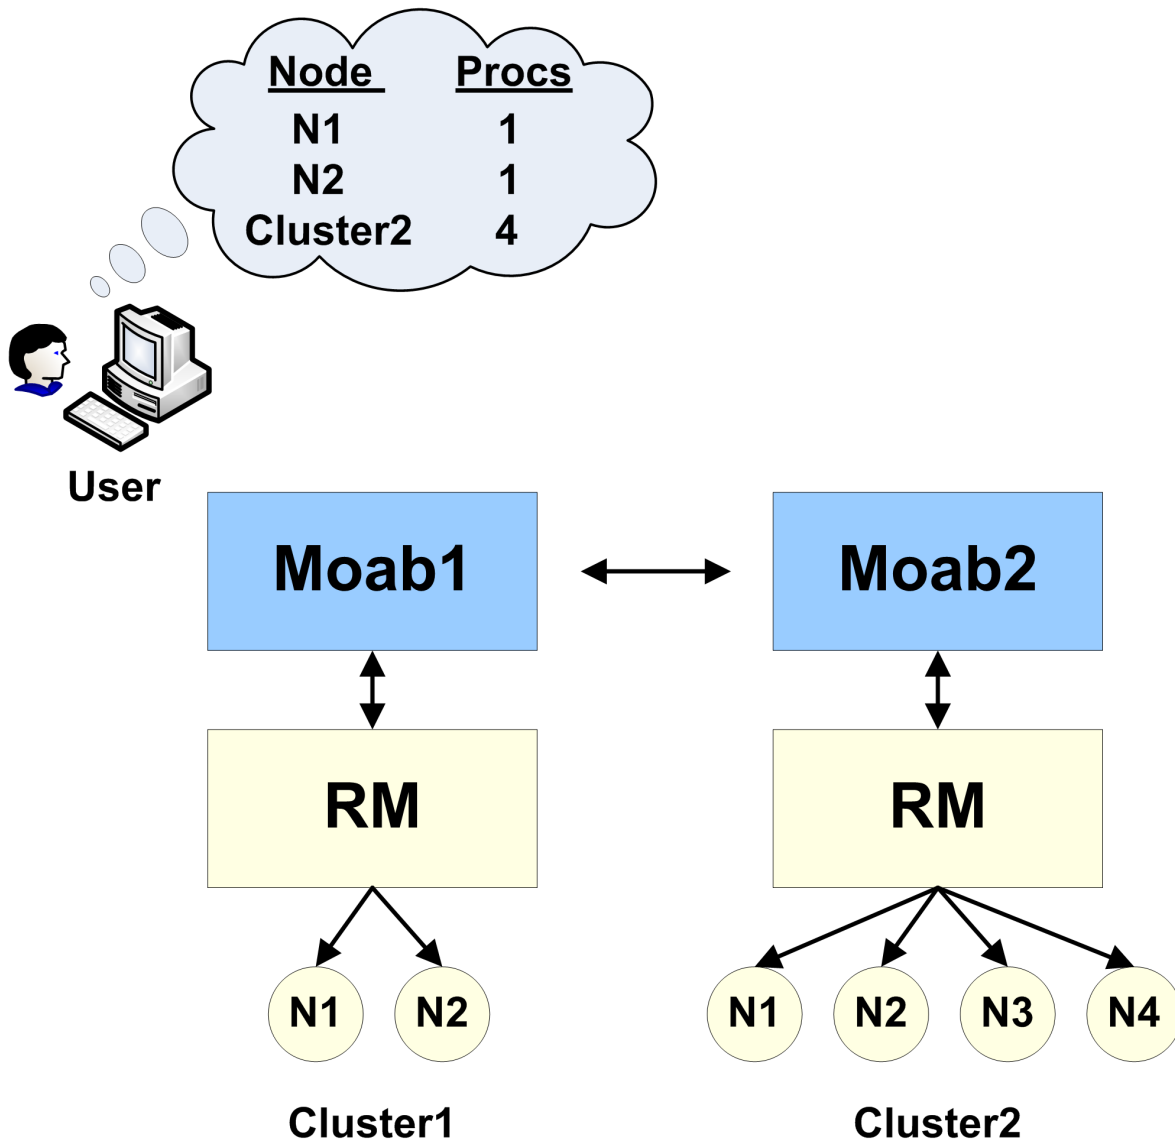 Node Procs
N1 1
N2 1
Cluster2 4
User
Moab1 Moab2
RM RM
N1 N2 N1 N2 N3 N4
Cluster1 Cluster2